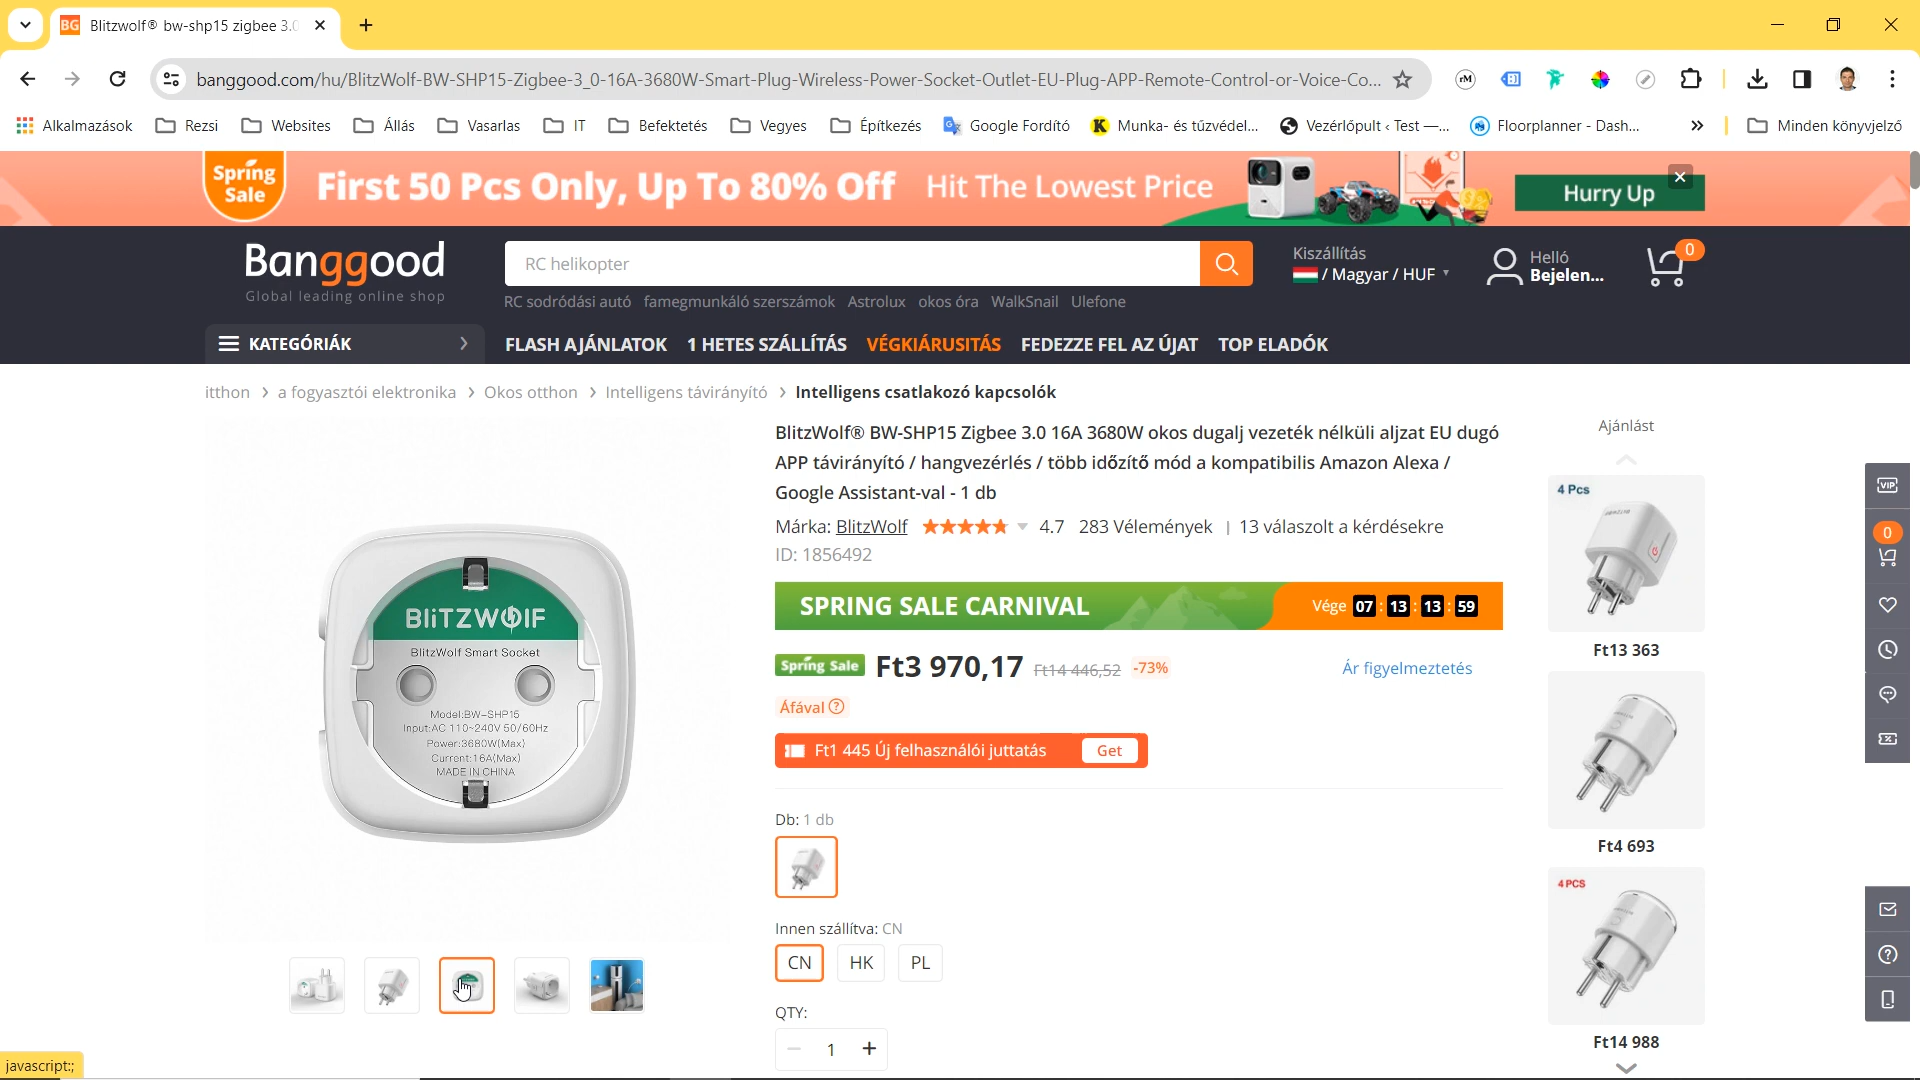 BG Blitzwolf® bw-shp15 zigbee 3.0
banggood.com/hu/BlitzWolf-BW-SHP15-Zigbee-3_0-16A-3680W-Smart-Plug-Wireless-Power-Socket-Outlet-EU-Plug-APP-Remote-Control-or-Voice-Co...
rM
Alkalmazások Rezsi Websites Állás Vasarlas IT Befektetés Vegyes Építkezés Google Fordító Munka- és tűzvédel... Vezérlőpult ‹ Test —... Floorplanner - Dash... » Minden könyvjelző
Spring Sale
First 50 Pcs Only, Up To 80% Off Hit The Lowest Price
Hurry Up
Banggood
Global leading online shop
RC helikopter
Kiszállítás
/ Magyar / HUF
Helló
Bejelen...
0
RC sodródási autó famegmunkáló szerszámok Astrolux okos óra WalkSnail Ulefone
KATEGÓRIÁK
FLASH AJÁNLATOK 1 HETES SZÁLLÍTÁS VÉGKIÁRUSITÁS FEDEZZE FEL AZ ÚJAT TOP ELADÓK
itthon > a fogyasztói elektronika > Okos otthon > Intelligens távirányító > Intelligens csatlakozó kapcsolók
BLiTZWOLF
BlitzWolf Smart Socket
Model:BW-SHP15
Input:AC 110~240V 50/60Hz
Power:3680W(Max)
Current:16A(Max)
MADE IN CHINA
BlitzWolf® BW-SHP15 Zigbee 3.0 16A 3680W okos dugalj vezeték nélküli aljzat EU dugó
APP távirányító / hangvezérlés / több időzítő mód a kompatibilis Amazon Alexa /
Google Assistant-val - 1 db
Márka: BlitzWolf 4.7 283 Vélemények | 13 válaszolt a kérdésekre
ID: 1856492
SPRING SALE CARNIVAL
Vége 07 : 13 : 13 : 59
Spring Sale Ft3 970,17 Ft14 446,52 -73%
Ár figyelmeztetés
Áfával
Ft1 445 Új felhasználói juttatás Get
Db: 1 db
Innen szállítva: CN
CN HK PL
QTY:
− 1 +
Ajánlást
4 Pcs
Ft13 363
Ft4 693
4 PCS
Ft14 988
VIP
0
javascript:;